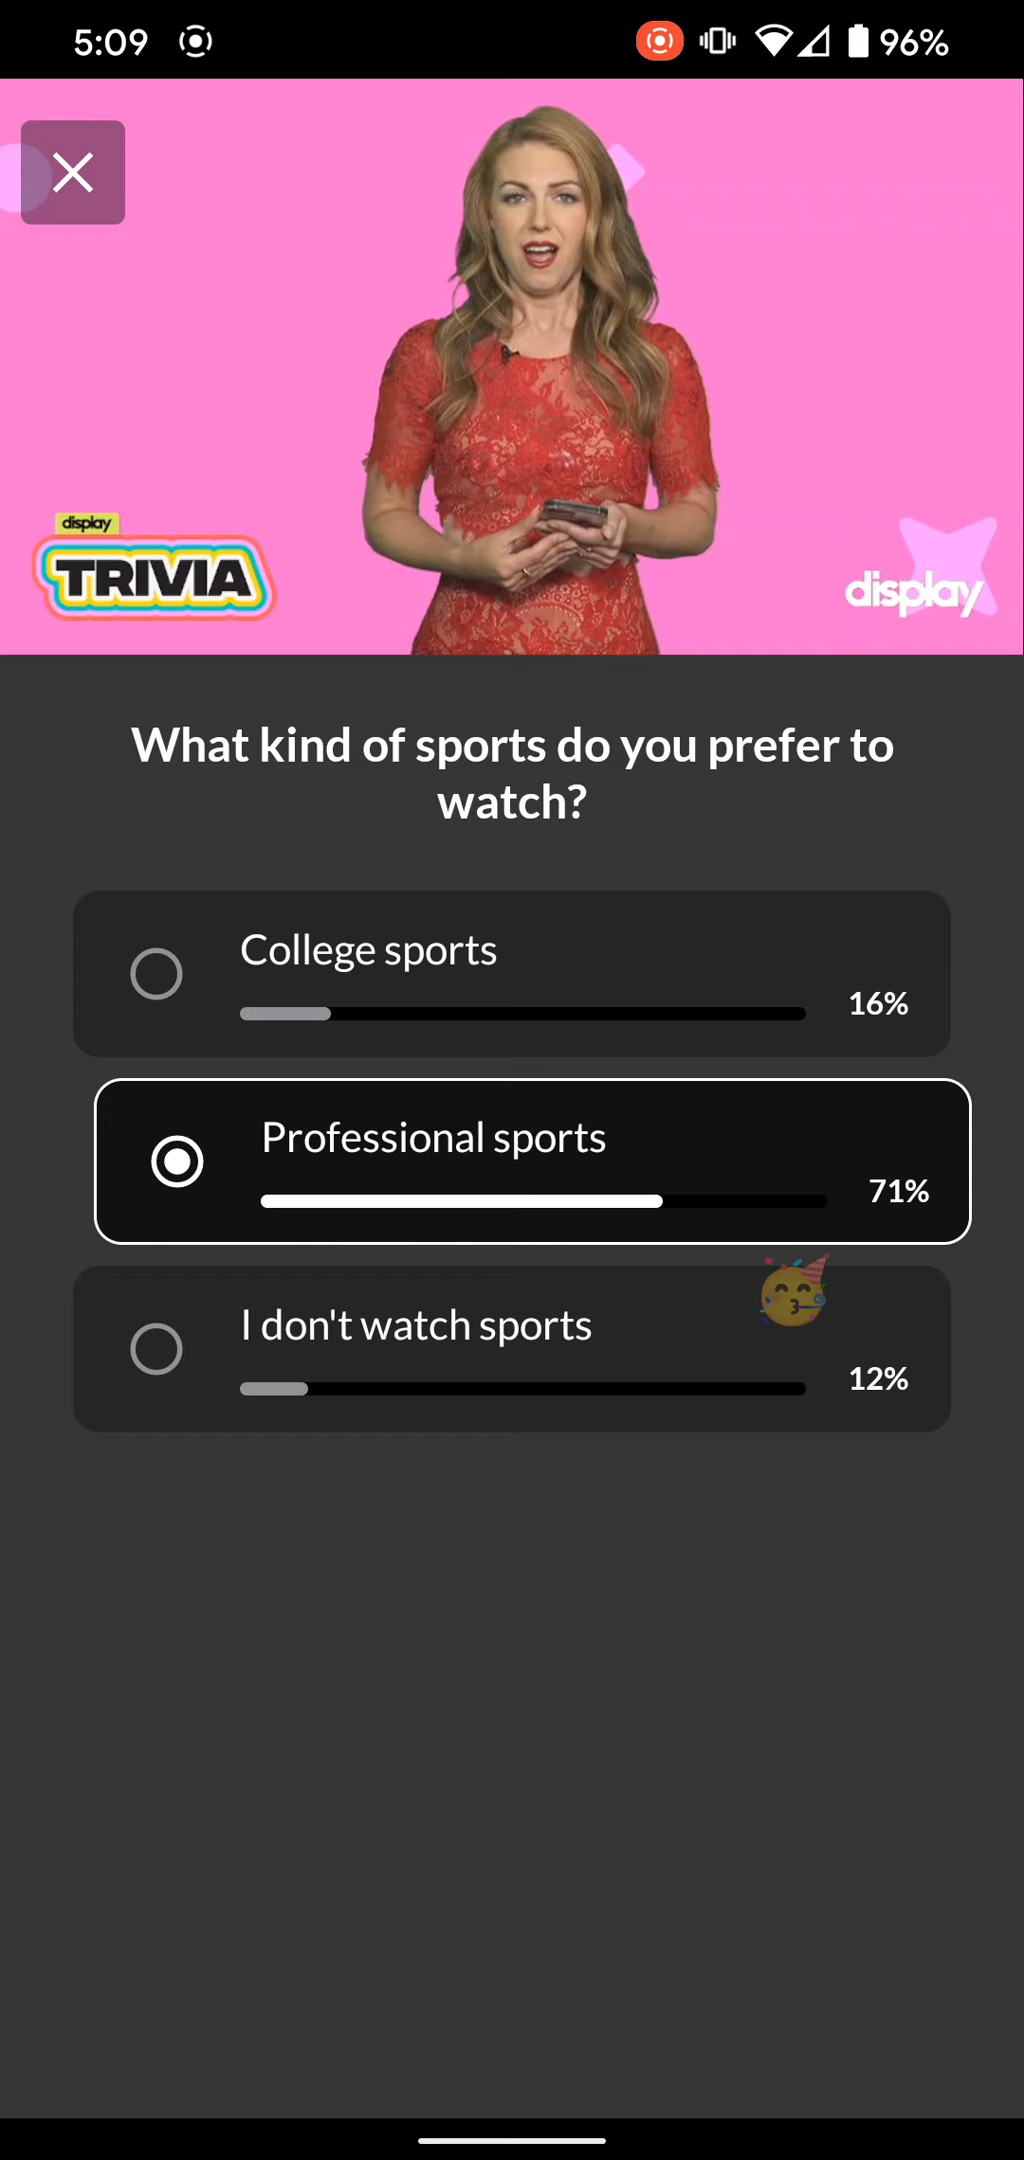 5:09
96%
display
TRIVIA
display
What kind of sports do you prefer to
watch?
College sports
16%
Professional sports
71%
I don't watch sports
12%